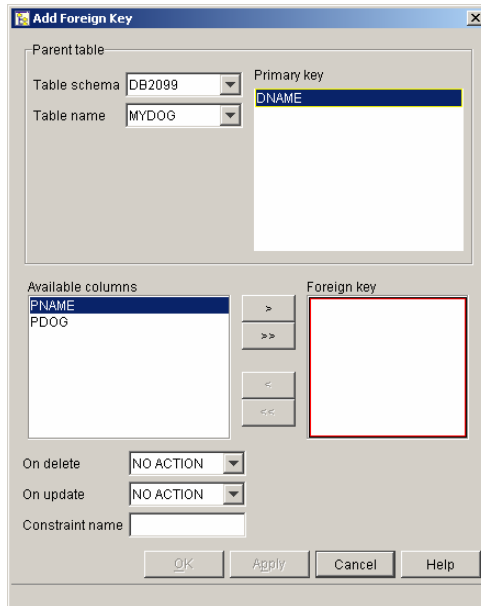 Add Foreign Key
Parent table
Table schema DB2099
Table name MYDOG
Primary key
DNAME
Available columns
PNAME
PDOG
>
>>
<
<<
Foreign key
On delete NO ACTION
On update NO ACTION
Constraint name
OK Apply Cancel Help